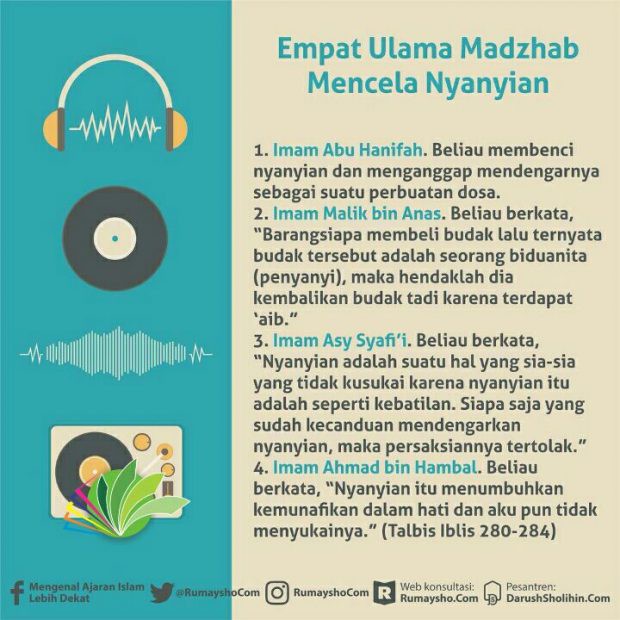 Empat Ulama Madzhab
Mencela Nyanyian
1. Imam Abu Hanifah. Beliau membenci
nyanyian dan menganggap mendengarnya
sebagai suatu perbuatan dosa.
2. Imam Malik bin Anas. Beliau berkata,
“Barangsiapa membeli budak lalu ternyata
budak tersebut adalah seorang biduanita
(penyanyi), maka hendaklah dia
kembalikan budak tadi karena terdapat
‘aib.”
3. Imam Asy Syafi’i. Beliau berkata,
“Nyanyian adalah suatu hal yang sia-sia
yang tidak kusukai karena nyanyian itu
adalah seperti kebatilan. Siapa saja yang
sudah kecanduan mendengarkan
nyanyian, maka persaksiannya tertolak.”
4. Imam Ahmad bin Hambal. Beliau
berkata, “Nyanyian itu menumbuhkan
kemunafikan dalam hati dan aku pun tidak
menyukainya.” (Talbis Iblis 280-284)
Mengenal Ajaran Islam
Lebih Dekat
@RumayshoCom
RumayshoCom
Web konsultasi:
Rumaysho.Com
Pesantren:
DarushSholihin.Com